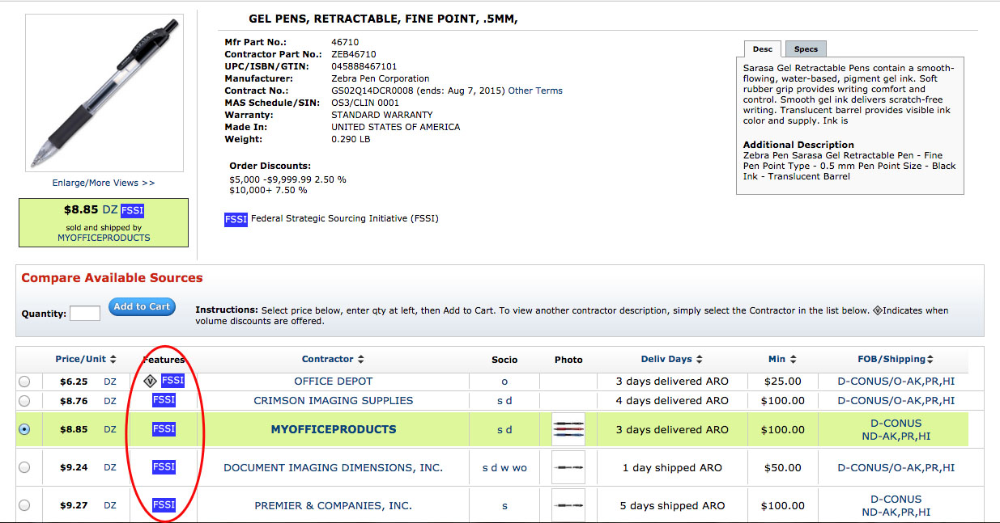 GEL PENS, RETRACTABLE, FINE POINT, .5MM,
Mfr Part No.: 46710
Contractor Part No.: ZEB46710
UPC/ISBN/GTIN: 045888467101
Manufacturer: Zebra Pen Corporation
Contract No.: GS02Q14DCR0008 (ends: Aug 7, 2015) Other Terms
MAS Schedule/SIN: OS3/CLIN 0001
Warranty: STANDARD WARRANTY
Made In: UNITED STATES OF AMERICA
Weight: 0.290 LB
Order Discounts:
$5,000 -$9,999.99 2.50 %
$10,000+ 7.50 %
FSSI Federal Strategic Sourcing Initiative (FSSI)
Desc Specs
Sarasa Gel Retractable Pens contain a smooth-
flowing, water-based, pigment gel ink. Soft
rubber grip provides writing comfort and
control. Smooth gel ink delivers scratch-free
writing. Translucent barrel provides visible ink
color and supply. Ink is
Additional Description
Zebra Pen Sarasa Gel Retractable Pen - Fine
Pen Point Type - 0.5 mm Pen Point Size - Black
Ink - Translucent Barrel
Enlarge/More Views >>
$8.85 DZ FSSI
sold and shipped by
MYOFFICEPRODUCTS
Compare Available Sources
Quantity: Add to Cart
Instructions: Select price below, enter qty at left, then Add to Cart. To view another contractor description, simply select the Contractor in the list below. V Indicates when
volume discounts are offered.
Price/Unit Features Contractor Socio Photo Deliv Days Min FOB/Shipping
$6.25 DZ V FSSI OFFICE DEPOT o 3 days delivered ARO $25.00 D-CONUS/O-AK,PR,HI
$8.76 DZ FSSI CRIMSON IMAGING SUPPLIES s d 4 days delivered ARO $100.00 D-CONUS/O-AK,PR,HI
$8.85 DZ FSSI MYOFFICEPRODUCTS s d 3 days delivered ARO $100.00 D-CONUS
ND-AK,PR,HI
$9.24 DZ FSSI DOCUMENT IMAGING DIMENSIONS, INC. s d w wo 1 day shipped ARO $50.00 D-CONUS/O-AK,PR,HI
$9.27 DZ FSSI PREMIER & COMPANIES, INC. s 5 days shipped ARO $100.00 D-CONUS
ND-AK,PR,HI